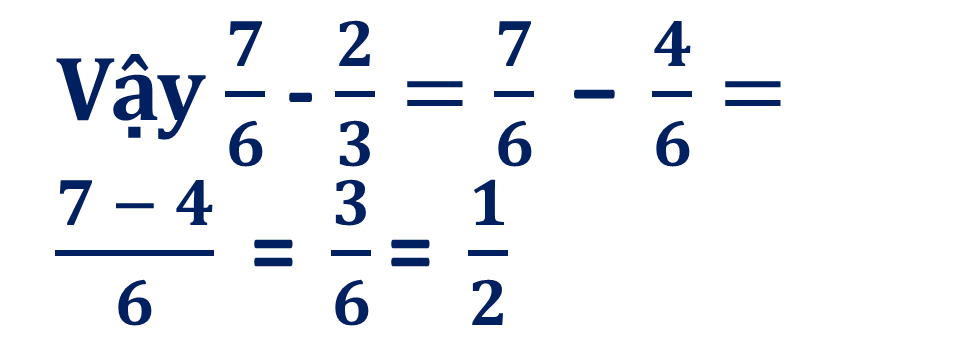 Vậy 7/6 - 2/3 = 7/6 − 4/6 =
7 − 4/6 = 3/6 = 1/2